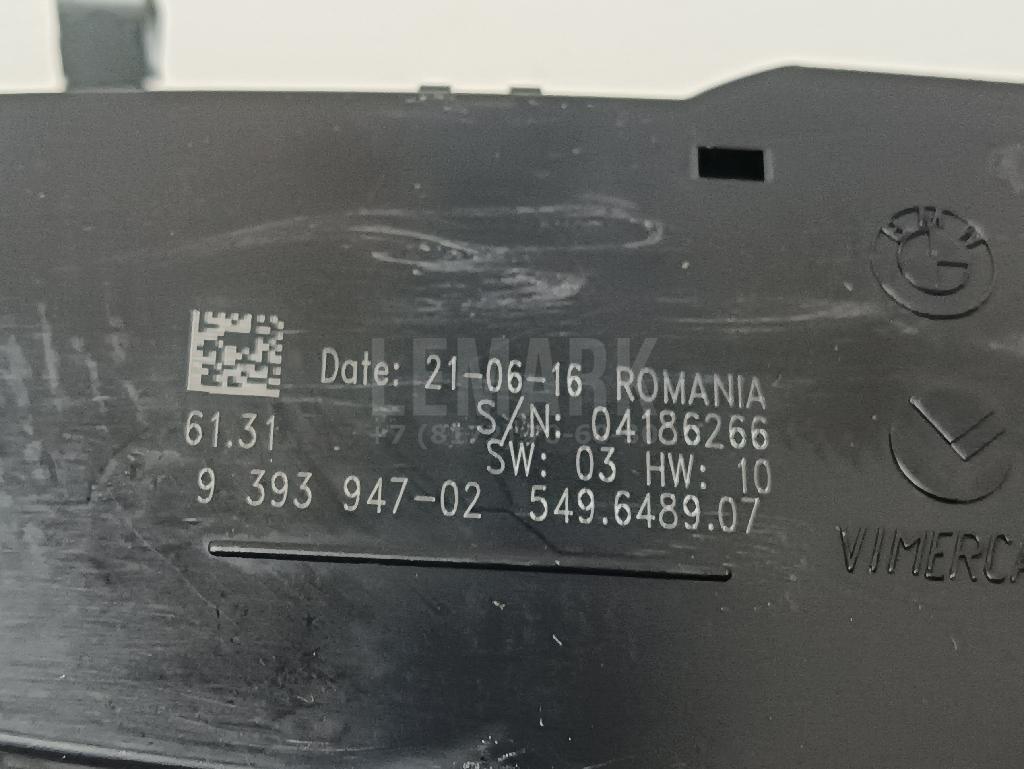 BMW
LEMARK
Date: 21-06-16 ROMANIA
61.31
S/N: 04186266
SW: 03 HW: 10
9 393 947-02 549.6489.07